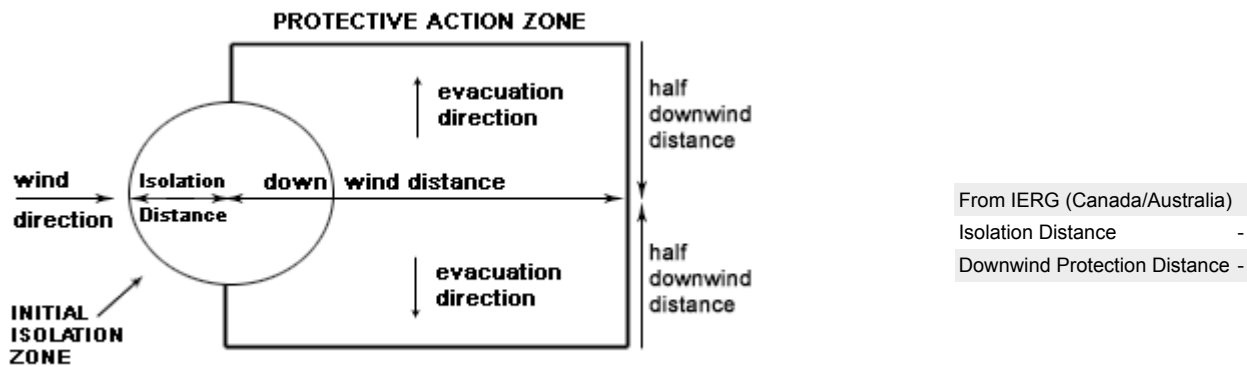 PROTECTIVE ACTION ZONE
evacuation
direction
half
downwind
distance
wind
direction
Isolation
Distance
down wind distance
evacuation
direction
half
downwind
distance
INITIAL
ISOLATION
ZONE
From IERG (Canada/Australia)
Isolation Distance -
Downwind Protection Distance -